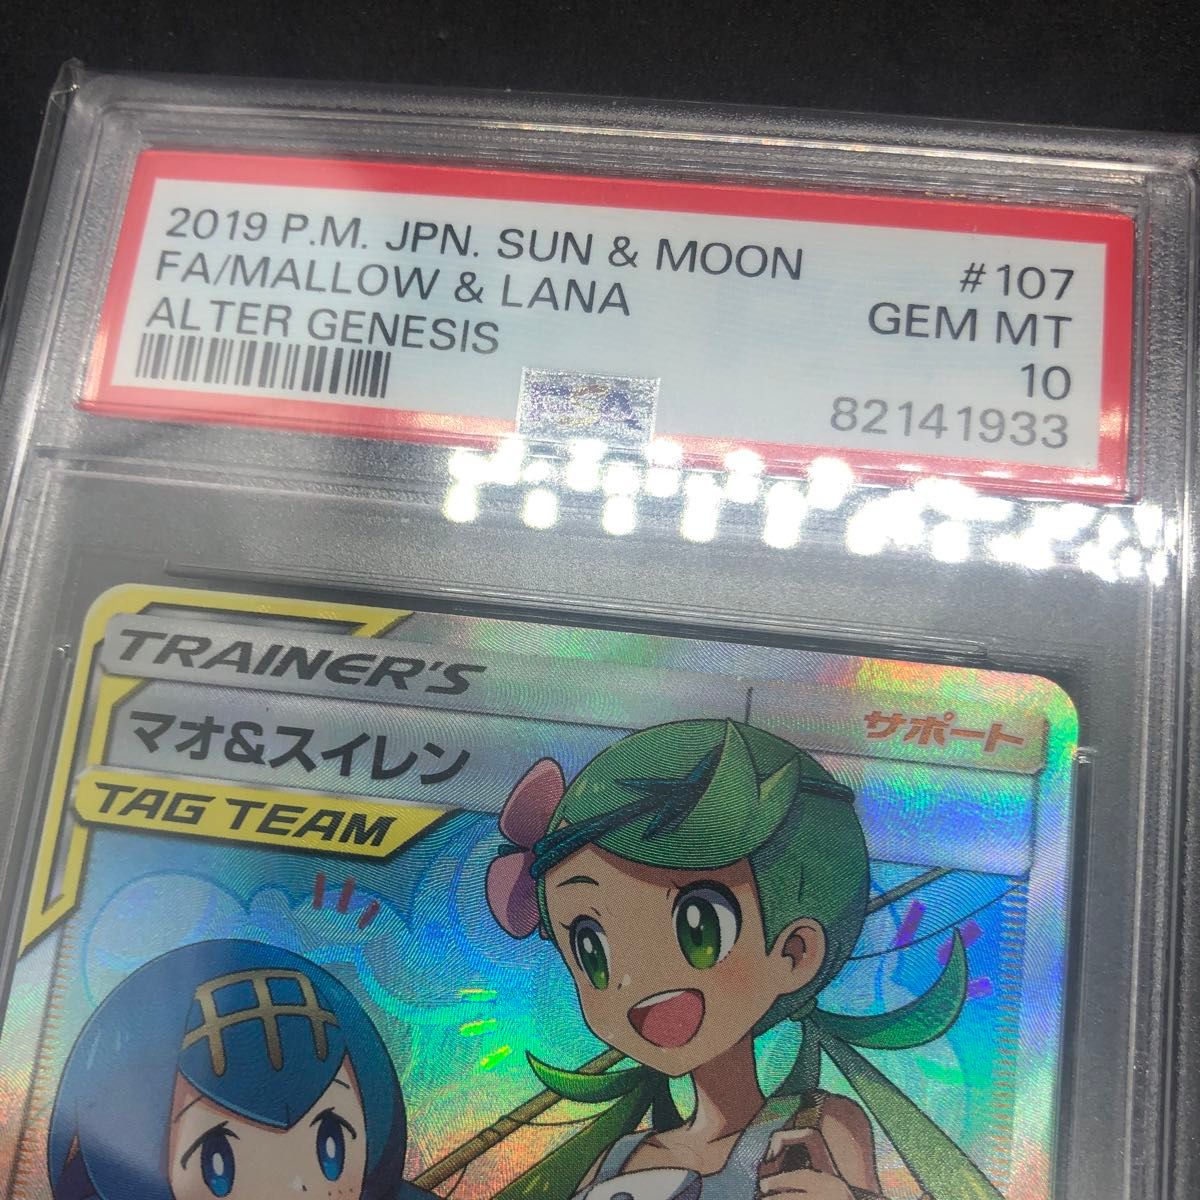 2019 P.M. JPN. SUN & MOON #107
FA/MALLOW & LANA GEM MT
ALTER GENESIS 10
PSA 82141933
TRAINER'S
マオ&スイレン サポート
TAG TEAM